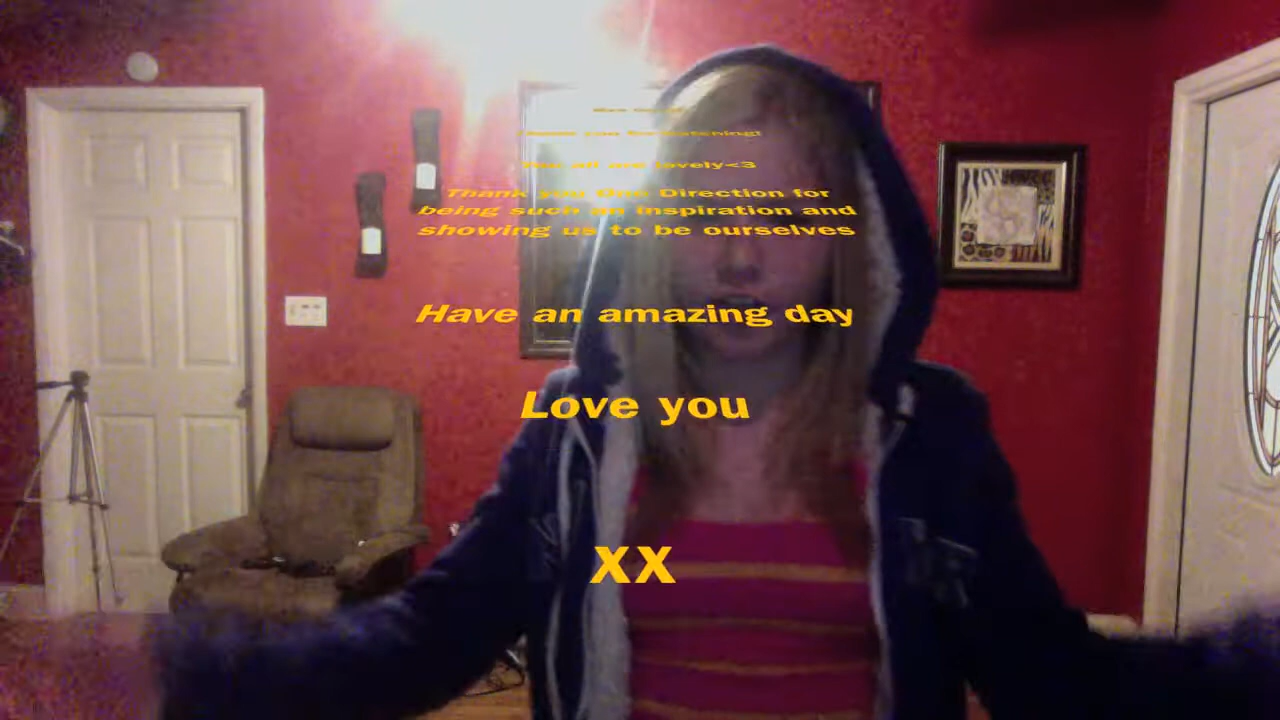 Thank you for listening!
You all are lovely<3
Thank you One Direction for
being such an inspiration and
showing us to be ourselves
Have an amazing day
Love you
xx